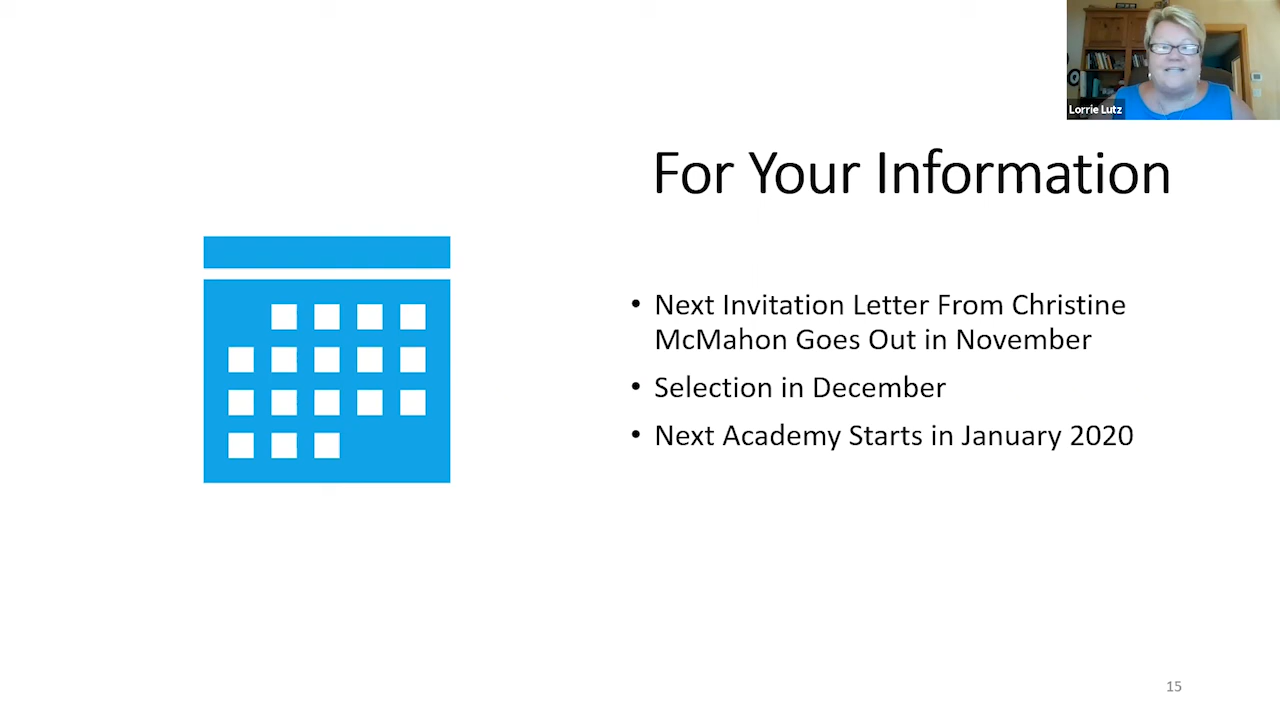 Lorrie Lutz
For Your Information
• Next Invitation Letter From Christine
McMahon Goes Out in November
• Selection in December
• Next Academy Starts in January 2020
15